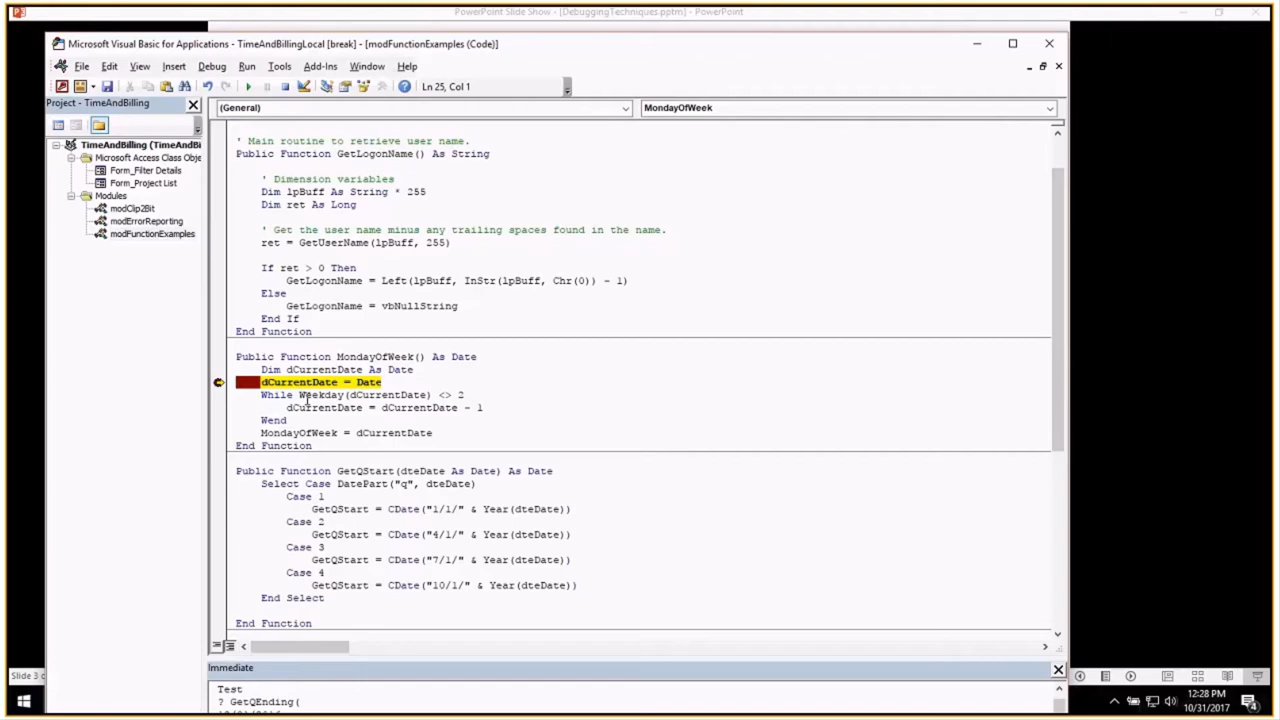 PowerPoint Slide Show - [DebuggingTechniques.pptm] - PowerPoint
Microsoft Visual Basic for Applications - TimeAndBillingLocal [break] - [modFunctionExamples (Code)]
File Edit View Insert Debug Run Tools Add-Ins Window Help
Ln 25, Col 1
Project - TimeAndBilling
(General) MondayOfWeek
TimeAndBilling (TimeAndBi
Microsoft Access Class Obje
Form_Filter Details
Form_Project List
Modules
modClip2Bit
modErrorReporting
modFunctionExamples
' Main routine to retrieve user name.
Public Function GetLogonName() As String
' Dimension variables
Dim lpBuff As String * 255
Dim ret As Long
' Get the user name minus any trailing spaces found in the name.
ret = GetUserName(lpBuff, 255)
If ret > 0 Then
GetLogonName = Left(lpBuff, InStr(lpBuff, Chr(0)) - 1)
Else
GetLogonName = vbNullString
End If
End Function
Public Function MondayOfWeek() As Date
Dim dCurrentDate As Date
dCurrentDate = Date
While Weekday(dCurrentDate) <> 2
dCurrentDate = dCurrentDate - 1
Wend
MondayOfWeek = dCurrentDate
End Function
Public Function GetQStart(dteDate As Date) As Date
Select Case DatePart("q", dteDate)
Case 1
GetQStart = CDate("1/1/" & Year(dteDate))
Case 2
GetQStart = CDate("4/1/" & Year(dteDate))
Case 3
GetQStart = CDate("7/1/" & Year(dteDate))
Case 4
GetQStart = CDate("10/1/" & Year(dteDate))
End Select
End Function
Immediate
Test
? GetQEnding(
Slide 3
12:28 PM
10/31/2017
4